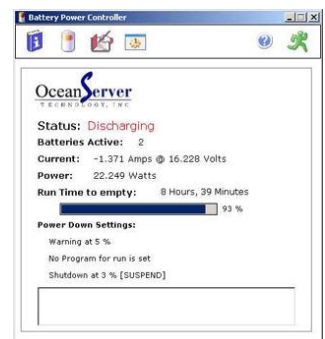 Battery Power Controller
OceanServer
TECHNOLOGY, INC
Status: Discharging
Batteries Active: 2
Current: -1.371 Amps @ 16.228 Volts
Power: 22.249 Watts
Run Time to empty: 8 Hours, 39 Minutes
93 %
Power Down Settings:
Warning at 5 %
No Program for run is set
Shutdown at 3 % [SUSPEND]